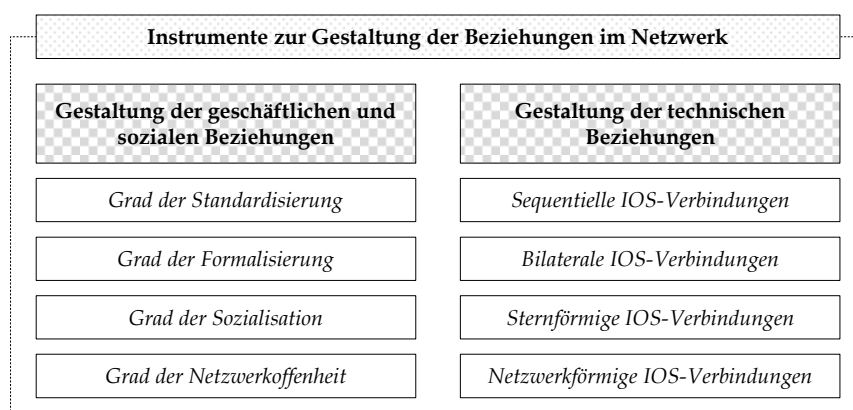 Instrumente zur Gestaltung der Beziehungen im Netzwerk
Gestaltung der geschäftlichen und
sozialen Beziehungen
Grad der Standardisierung
Grad der Formalisierung
Grad der Sozialisation
Grad der Netzwerkoffenheit
Gestaltung der technischen
Beziehungen
Sequentielle IOS-Verbindungen
Bilaterale IOS-Verbindungen
Sternförmige IOS-Verbindungen
Netzwerkförmige IOS-Verbindungen